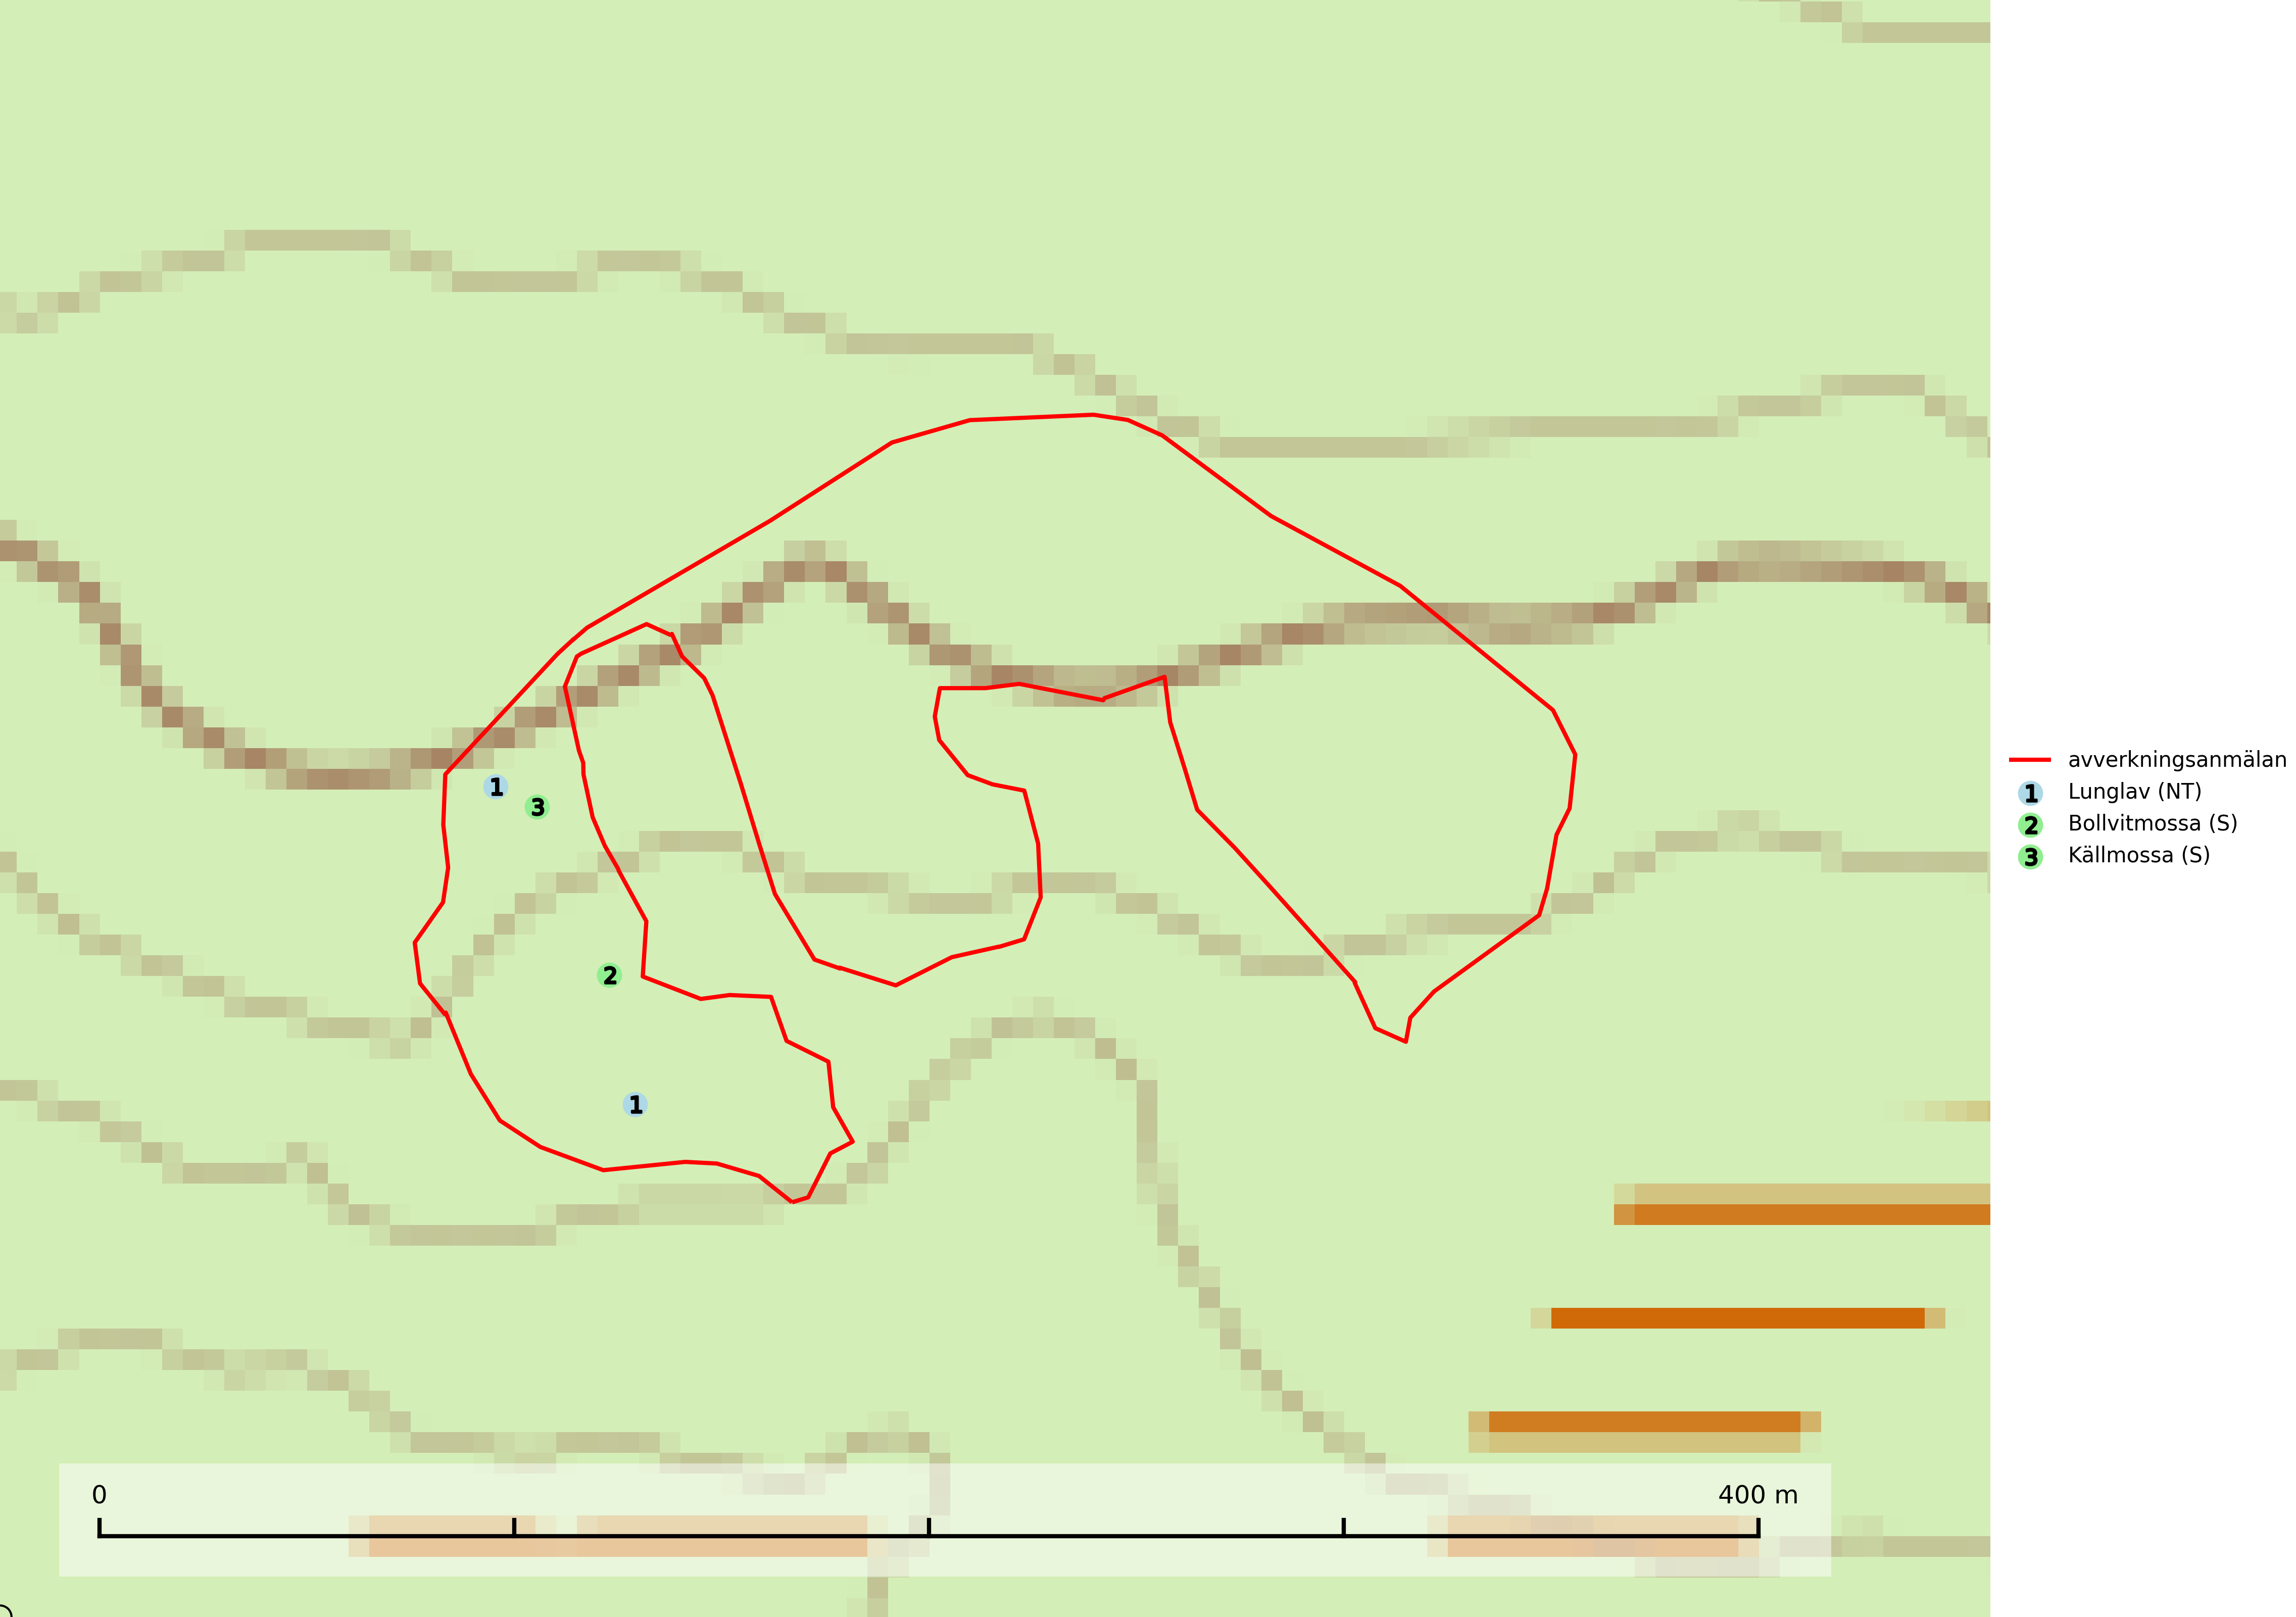 1
3
2
1
avverkningsanmälan
1 Lunglav (NT)
2 Bollvitmossa (S)
3 Källmossa (S)
0 400 m